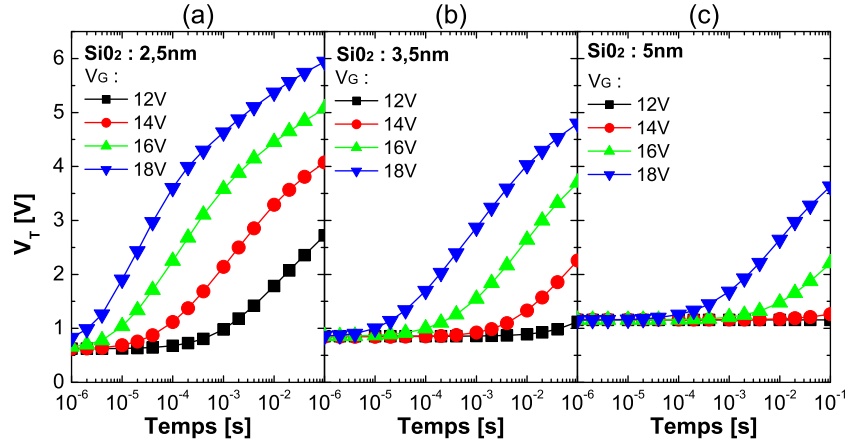 (a) (b) (c)
SiO₂ : 2,5nm
V_G :
12V
14V
16V
18V
SiO₂ : 3,5nm
V_G :
12V
14V
16V
18V
SiO₂ : 5nm
V_G :
12V
14V
16V
18V
V_T [V]
6
5
4
3
2
1
0
10⁻⁶ 10⁻⁵ 10⁻⁴ 10⁻³ 10⁻² 10⁻⁶ 10⁻⁵ 10⁻⁴ 10⁻³ 10⁻² 10⁻⁶ 10⁻⁵ 10⁻⁴ 10⁻³ 10⁻² 10⁻¹
Temps [s] Temps [s] Temps [s]